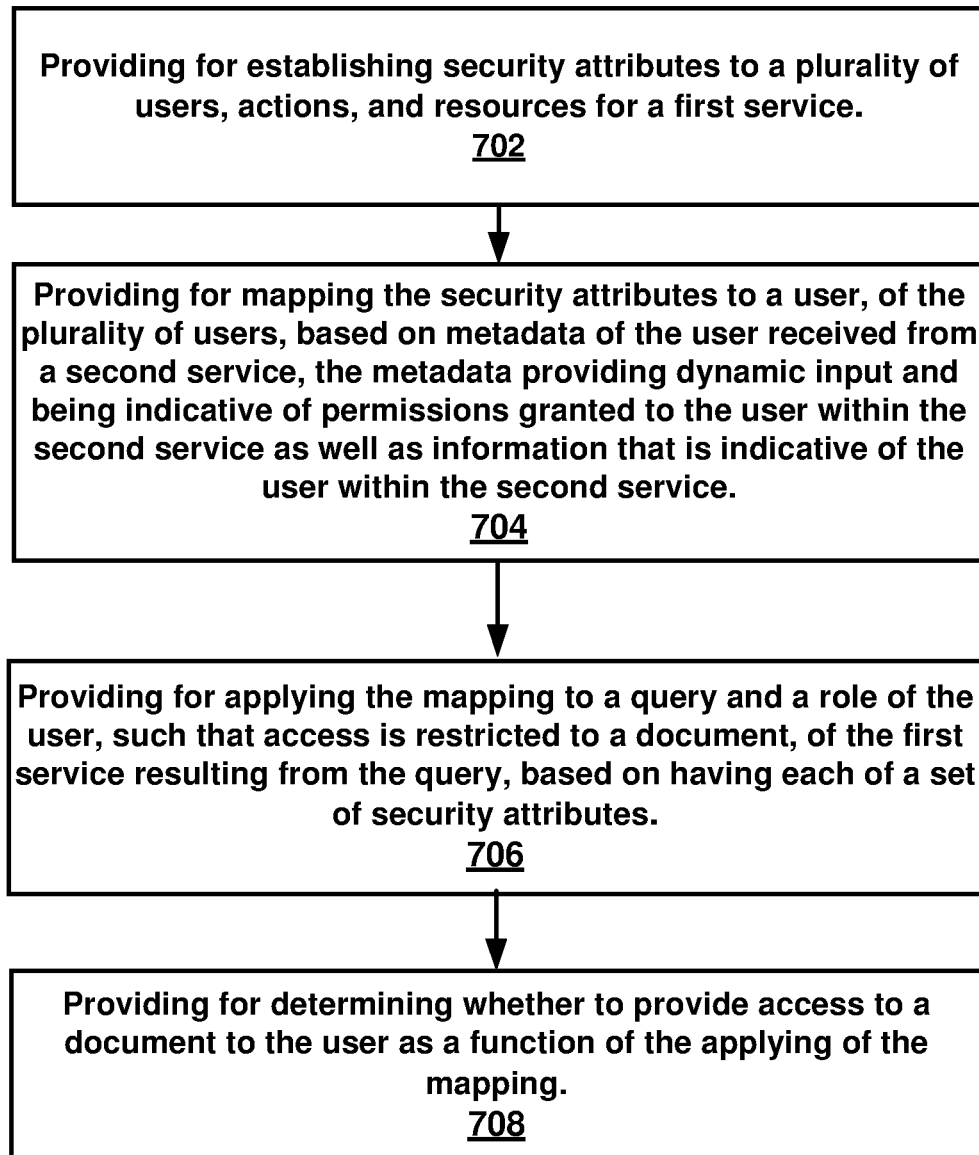 Providing for establishing security attributes to a plurality of
users, actions, and resources for a first service.
702
Providing for mapping the security attributes to a user, of the
plurality of users, based on metadata of the user received from
a second service, the metadata providing dynamic input and
being indicative of permissions granted to the user within the
second service as well as information that is indicative of the
user within the second service.
704
Providing for applying the mapping to a query and a role of the
user, such that access is restricted to a document, of the first
service resulting from the query, based on having each of a set
of security attributes.
706
Providing for determining whether to provide access to a
document to the user as a function of the applying of the
mapping.
708